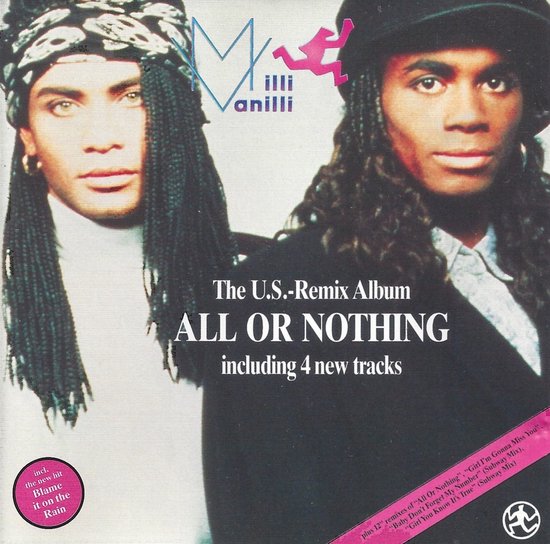 Milli
Vanilli
The U.S.-Remix Album
ALL OR NOTHING
including 4 new tracks
incl.
the new hit
Blame
it on the
Rain
plus 12" remixes of "All Or Nothing", "Girl I'm Gonna Miss You",
"Baby Don't Forget My Number" (Subway Mix),
"Girl You Know It's True" (Subway Mix)